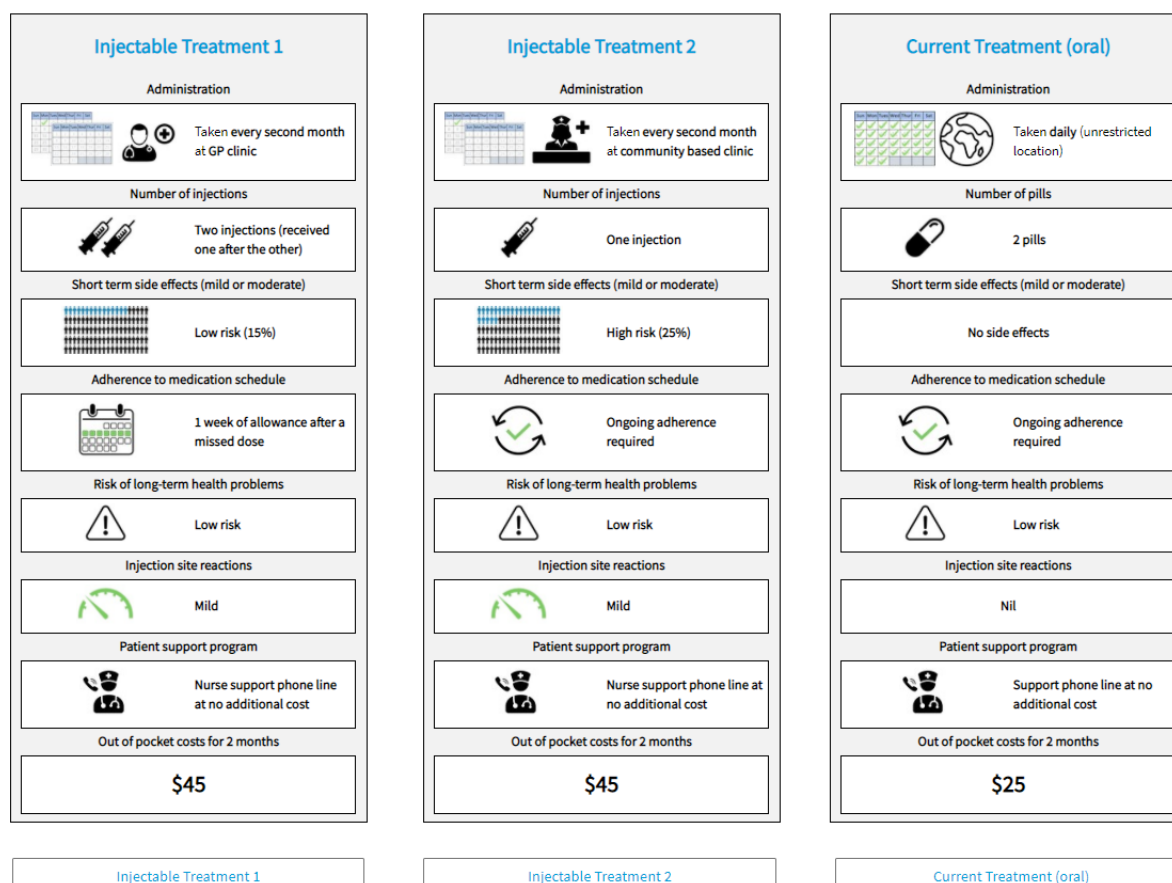 Injectable Treatment 1
Administration
Taken every second month
at GP clinic
Number of injections
Two injections (received
one after the other)
Short term side effects (mild or moderate)
Low risk (15%)
Adherence to medication schedule
1 week of allowance after a
missed dose
Risk of long-term health problems
Low risk
Injection site reactions
Mild
Patient support program
Nurse support phone line
at no additional cost
Out of pocket costs for 2 months
$45
Injectable Treatment 1
Injectable Treatment 2
Administration
Taken every second month
at community based clinic
Number of injections
One injection
Short term side effects (mild or moderate)
High risk (25%)
Adherence to medication schedule
Ongoing adherence
required
Risk of long-term health problems
Low risk
Injection site reactions
Mild
Patient support program
Nurse support phone line at
no additional cost
Out of pocket costs for 2 months
$45
Injectable Treatment 2
Current Treatment (oral)
Administration
Sun Mon Tue Wed Thur Fri Sat
Taken daily (unrestricted
location)
Number of pills
2 pills
Short term side effects (mild or moderate)
No side effects
Adherence to medication schedule
Ongoing adherence
required
Risk of long-term health problems
Low risk
Injection site reactions
Nil
Patient support program
Support phone line at no
additional cost
Out of pocket costs for 2 months
$25
Current Treatment (oral)